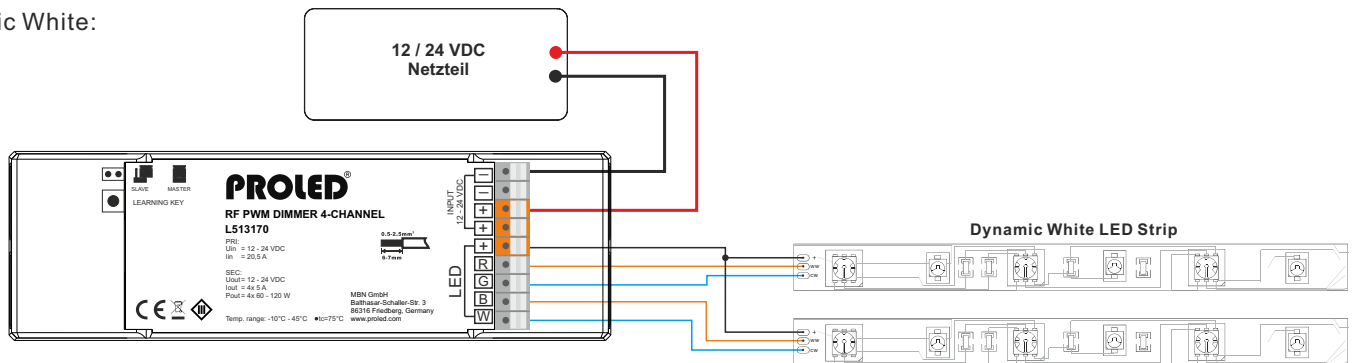 ic White:
12 / 24 VDC
Netzteil
SLAVE MASTER
LEARNING KEY
PROLED®
RF PWM DIMMER 4-CHANNEL
L513170
PRI:
Uin = 12 - 24 VDC
Iin = 20,5 A
SEC:
Uout= 12 - 24 VDC
Iout = 4x 5 A
Pout= 4x 60 - 120 W
Temp. range: -10°C - 45°C ●tc=75°C
0.5-2.5mm²
6-7mm
MBN GmbH
Balthasar-Schaller-Str. 3
86316 Friedberg, Germany
www.proled.com
CE
III
INPUT
12 - 24 VDC
−
−
+
+
LED
+
R
G
B
W
Dynamic White LED Strip
+
WW
CW
+
WW
CW